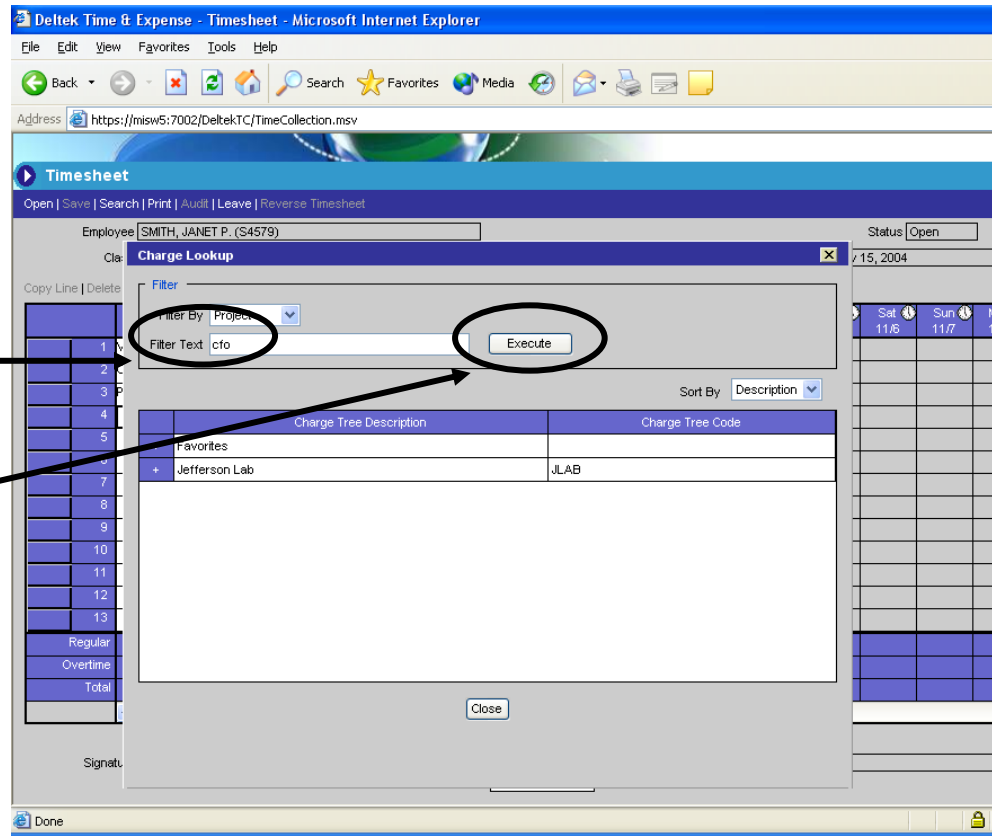 Deltek Time & Expense - Timesheet - Microsoft Internet Explorer
File Edit View Favorites Tools Help
Back Search Favorites Media
Address https://misw5:7002/DeltekTC/TimeCollection.msv
Timesheet
Open | Save | Search | Print | Audit | Leave | Reverse Timesheet
Employee SMITH, JANET P. (S4579) Status Open
Charge Lookup
15, 2004
Copy Line | Delete
Filter
Filter By Project
Filter Text cfo Execute
Sat Sun
11/6 11/7
Sort By Description
Charge Tree Description Charge Tree Code
Favorites
+ Jefferson Lab JLAB
1
2
3
4
5
7
8
9
10
11
12
13
Regular
Overtime
Total
Close
Done